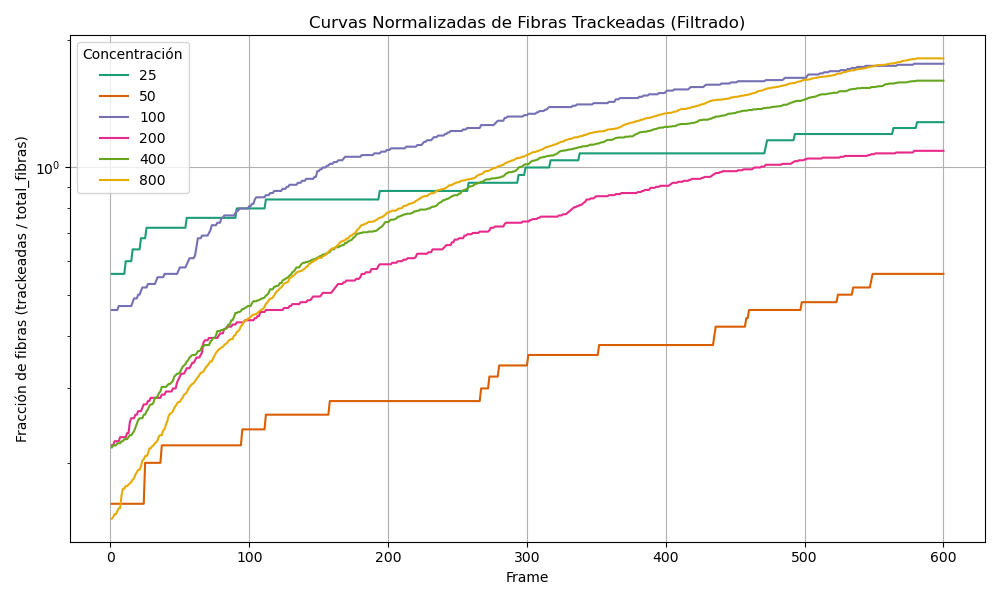 Curvas Normalizadas de Fibras Trackeadas (Filtrado)
Concentración
25
50
100
200
400
800
Fracción de fibras (trackeadas / total_fibras)
10⁰
0 100 200 300 400 500 600
Frame